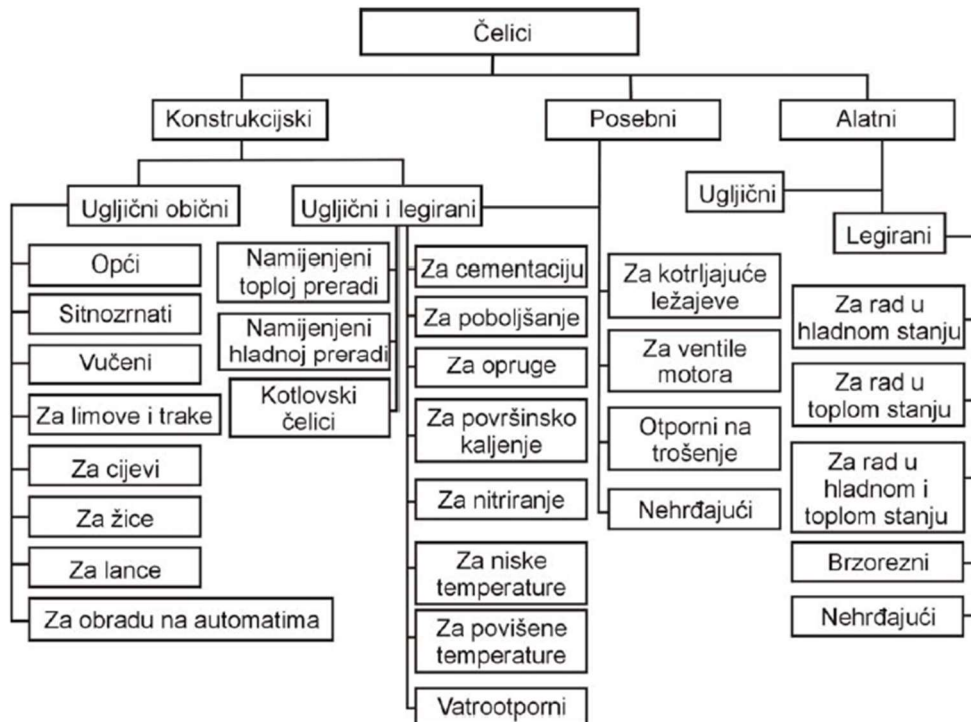 Čelici
Konstrukcijski
Posebni
Alatni
Ugljični obični
Ugljični i legirani
Ugljični
Legirani
Opći
Sitnozrnati
Vučeni
Za limove i trake
Za cijevi
Za žice
Za lance
Za obradu na automatima
Namijenjeni
toploj preradi
Namijenjeni
hladnoj preradi
Kotlovski
čelici
Za cementaciju
Za poboljšanje
Za opruge
Za površinsko
kaljenje
Za nitriranje
Za niske
temperature
Za povišene
temperature
Vatrootporni
Za kotrljajuće
ležajeve
Za ventile
motora
Otporni na
trošenje
Nehrđajući
Za rad u
hladnom stanju
Za rad u
toplom stanju
Za rad u
hladnom i
toplom stanju
Brzorezni
Nehrđajući